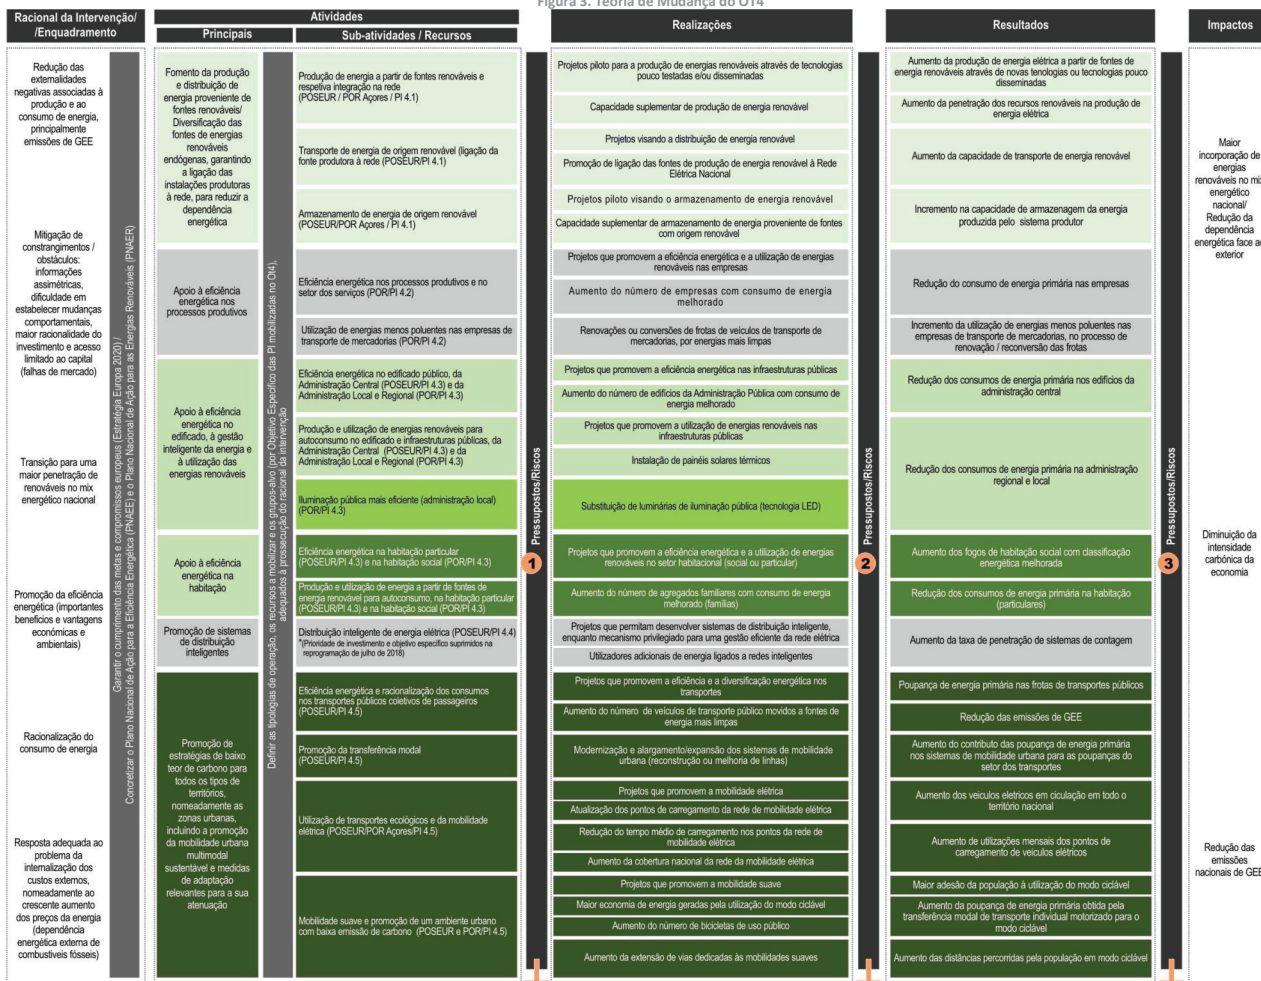 Figura 3. Teoria de Mudança do OT4
Racional da Intervenção/
/Enquadramento
Atividades
Principais
Sub-atividades / Recursos
Realizações
Resultados
Impactos
Redução das
externalidades
negativas associadas à
produção e ao
consumo de energia,
principalmente
emissões de GEE
Mitigação de
constrangimentos /
obstáculos:
informações
assimétricas,
dificuldade em
estabelecer mudanças
comportamentais,
maior racionalidade do
investimento e acesso
limitado ao capital
(falhas de mercado)
Transição para uma
maior penetração de
renováveis no mix
energético nacional
Promoção da eficiência
energética (importantes
benefícios e vantagens
económicas e
ambientais)
Racionalização do
consumo de energia
Resposta adequada ao
problema da
internalização dos
custos externos,
nomeadamente ao
crescente aumento
dos preços da energia
(dependência
energética externa de
combustíveis fósseis)
Garantir o cumprimento das metas e compromissos europeus (Estratégia Europa 2020) /
Concretizar o Plano Nacional de Ação para a Eficiência Energética (PNAEE) e o Plano Nacional de Ação para as Energias Renováveis (PNAER)
Fomento da produção
e distribuição de
energia proveniente de
fontes renováveis/
Diversificação das
fontes de energias
renováveis
endógenas, garantindo
a ligação das
instalações produtoras
à rede, para reduzir a
dependência
energética
Apoio à eficiência
energética nos
processos produtivos
Apoio à eficiência
energética no
edificado, à gestão
inteligente da energia e
à utilização das
energias renováveis
Apoio à eficiência
energética na
habitação
Promoção de sistemas
de distribuição
inteligentes
Promoção de
estratégias de baixo
teor de carbono para
todos os tipos de
territórios,
nomeadamente as
zonas urbanas,
incluindo a promoção
da mobilidade urbana
multimodal
sustentável e medidas
de adaptação
relevantes para a sua
atenuação
Definir as tipologias de operação, os recursos a mobilizar e os grupos-alvo (por Objetivo Específico das PI mobilizadas no Ot4),
adequados à prossecução do racional da intervenção
Produção de energia a partir de fontes renováveis e
respetiva integração na rede
(POSEUR / POR Açores / PI 4.1)
Transporte de energia de origem renovável (ligação da
fonte produtora à rede) (POSEUR/PI 4.1)
Armazenamento de energia de origem renovável
(POSEUR/POR Açores / PI 4.1)
Eficiência energética nos processos produtivos e no
setor dos serviços (POR/PI 4.2)
Utilização de energias menos poluentes nas empresas de
transporte de mercadorias (POR/PI 4.2)
Eficiência energética no edificado público, da
Administração Central (POSEUR/PI 4.3) e da
Administração Local e Regional (POR/PI 4.3)
Produção e utilização de energias renováveis para
autoconsumo no edificado e infraestruturas públicas, da
Administração Central (POSEUR/PI 4.3) e da
Administração Local e Regional (POR/PI 4.3)
Iluminação pública mais eficiente (administração local)
(POR/PI 4.3)
Eficiência energética na habitação particular
(POSEUR/PI 4.3) e na habitação social (POR/PI 4.3)
Produção e utilização de energia a partir de fontes de
energia renovável para autoconsumo, na habitação particular
(POSEUR/PI 4.3) e na habitação social (POR/PI 4.3)
Distribuição inteligente de energia elétrica (POSEUR/PI 4.4)
*(Prioridade de investimento e objetivo específico suprimidos na
reprogramação de julho de 2018)
Eficiência energética e racionalização dos consumos
nos transportes públicos coletivos de passageiros
(POSEUR/PI 4.5)
Promoção da transferência modal
(POSEUR/PI 4.5)
Utilização de transportes ecológicos e da mobilidade
elétrica (POSEUR/POR Açores/PI 4.5)
Mobilidade suave e promoção de um ambiente urbano
com baixa emissão de carbono (POSEUR e POR/PI 4.5)
Pressupostos/Riscos
1
Projetos piloto para a produção de energias renováveis através de tecnologias
pouco testadas e/ou disseminadas
Capacidade suplementar de produção de energia renovável
Projetos visando a distribuição de energia renovável
Promoção de ligação das fontes de produção de energia renovável à Rede
Elétrica Nacional
Projetos piloto visando o armazenamento de energia renovável
Capacidade suplementar de armazenamento de energia proveniente de fontes
com origem renovável
Projetos que promovem a eficiência energética e a utilização de energias
renováveis nas empresas
Aumento do número de empresas com consumo de energia
melhorado
Renovações ou conversões de frotas de veículos de transporte de
mercadorias, por energias mais limpas
Projetos que promovem a eficiência energética nas infraestruturas públicas
Aumento do número de edifícios da Administração Pública com consumo de
energia melhorado
Projetos que promovem a utilização de energias renováveis nas
infraestruturas públicas
Instalação de painéis solares térmicos
Substituição de luminárias de iluminação pública (tecnologia LED)
Projetos que promovem a eficiência energética e a utilização de energias
renováveis no setor habitacional (social ou particular)
Aumento do número de agregados familiares com consumo de energia
melhorado (famílias)
Projetos que permitam desenvolver sistemas de distribuição inteligente,
enquanto mecanismo privilegiado para uma gestão eficiente da rede elétrica
Utilizadores adicionais de energia ligados a redes inteligentes
Projetos que promovem a eficiência e a diversificação energética nos
transportes
Aumento do número de veículos de transporte público movidos a fontes de
energia mais limpas
Modernização e alargamento/expansão dos sistemas de mobilidade
urbana (reconstrução ou melhoria de linhas)
Projetos que promovem a mobilidade elétrica
Atualização dos pontos de carregamento da rede de mobilidade elétrica
Redução do tempo médio de carregamento nos pontos da rede de
mobilidade elétrica
Aumento da cobertura nacional da rede da mobilidade elétrica
Projetos que promovem a mobilidade suave
Maior economia de energia geradas pela utilização do modo ciclável
Aumento do número de bicicletas de uso público
Aumento da extensão de vias dedicadas às mobilidades suaves
Pressupostos/Riscos
2
Aumento da produção de energia elétrica a partir de fontes de
energia renováveis através de novas tenologias ou tecnologias pouco
disseminadas
Aumento da penetração dos recursos renováveis na produção de
energia elétrica
Aumento da capacidade de transporte de energia renovável
Incremento na capacidade de armazenagem da energia
produzida pelo sistema produtor
Redução do consumo de energia primária nas empresas
Incremento da utilização de energias menos poluentes nas
empresas de transporte de mercadorias, no processo de
renovação / reconversão das frotas
Redução dos consumos de energia primária nos edifícios da
administração central
Redução dos consumos de energia primária na administração
regional e local
Aumento dos fogos de habitação social com classificação
energética melhorada
Redução dos consumos de energia primária na habitação
(particulares)
Aumento da taxa de penetração de sistemas de contagem
Poupança de energia primária nas frotas de transportes públicos
Redução das emissões de GEE
Aumento do contributo das poupança de energia primária
nos sistemas de mobilidade urbana para as poupanças do
setor dos transportes
Aumento dos veiculos eletricos em ciculação em todo o
território nacional
Aumento de utilizações mensais dos pontos de
carregamento de veiculos elétricos
Maior adesão da população à utilização do modo ciclável
Aumento da poupança de energia primária obtida pela
transferência modal de transporte individual motorizado para o
modo ciclável
Aumento das distâncias percorridas pela população em modo ciclável
Pressupostos/Riscos
3
Maior
incorporação de
energias
renováveis no mix
energético
nacional/
Redução da
dependência
energética face ao
exterior
Diminuição da
intensidade
carbónica da
economia
Redução das
emissões
nacionais de GEE